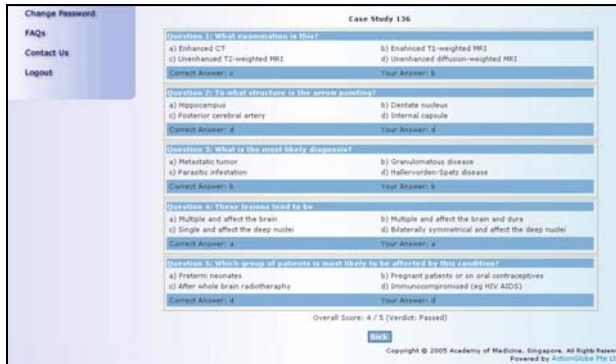 Change Password
FAQs
Contact Us
Logout
Case Study 136
Question 1: What examination is this?
a) Enhanced CT
b) Enahnced T1-weighted MRI
c) Unenhanced T2-weighted MRI
d) Unenhanced diffusion-weighted MRI
Correct Answer: c
Your Answer: b
Question 2: To what structure is the arrow pointing?
a) Hippocampus
b) Dentate nucleus
c) Posterior cerebral artery
d) Internal capsule
Correct Answer: d
Your Answer: d
Question 3: What is the most likely diagnosis?
a) Metastatic tumor
b) Granulomatous disease
c) Parasitic infestation
d) Hallervorden-Spatz disease
Correct Answer: b
Your Answer: b
Question 4: These lesions tend to be
a) Multiple and affect the brain
b) Multiple and affect the brain and dura
c) Single and affect the deep nuclei
d) Bilaterally symmetrical and affect the deep nuclei
Correct Answer: a
Your Answer: a
Question 5: Which group of patients is most likely to be affected by this condition?
a) Preterm neonates
b) Pregnant patients or on oral contraceptives
c) After whole brain radiotheraphy
d) Immunocompromised (eg HIV AIDS)
Correct Answer: d
Your Answer: d
Overall Score: 4 / 5 (Verdict: Passed)
Back
Copyright © 2005 Academy of Medicine, Singapore. All Rights
Powered by ActionGlobe Pte